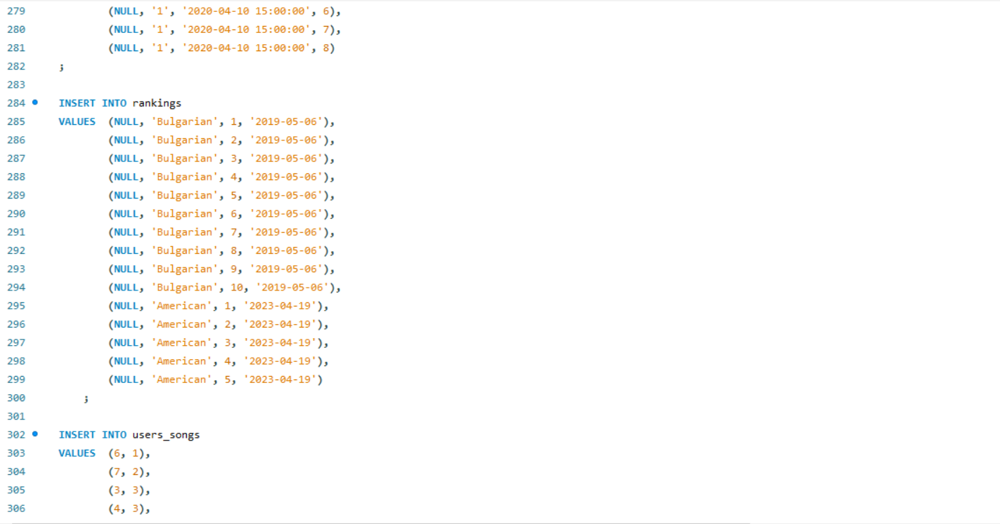 279 (NULL, '1', '2020-04-10 15:00:00', 6),
280 (NULL, '1', '2020-04-10 15:00:00', 7),
281 (NULL, '1', '2020-04-10 15:00:00', 8)
282 ;
283
284 INSERT INTO rankings
285 VALUES (NULL, 'Bulgarian', 1, '2019-05-06'),
286 (NULL, 'Bulgarian', 2, '2019-05-06'),
287 (NULL, 'Bulgarian', 3, '2019-05-06'),
288 (NULL, 'Bulgarian', 4, '2019-05-06'),
289 (NULL, 'Bulgarian', 5, '2019-05-06'),
290 (NULL, 'Bulgarian', 6, '2019-05-06'),
291 (NULL, 'Bulgarian', 7, '2019-05-06'),
292 (NULL, 'Bulgarian', 8, '2019-05-06'),
293 (NULL, 'Bulgarian', 9, '2019-05-06'),
294 (NULL, 'Bulgarian', 10, '2019-05-06'),
295 (NULL, 'American', 1, '2023-04-19'),
296 (NULL, 'American', 2, '2023-04-19'),
297 (NULL, 'American', 3, '2023-04-19'),
298 (NULL, 'American', 4, '2023-04-19'),
299 (NULL, 'American', 5, '2023-04-19')
300 ;
301
302 INSERT INTO users_songs
303 VALUES (6, 1),
304 (7, 2),
305 (3, 3),
306 (4, 3),